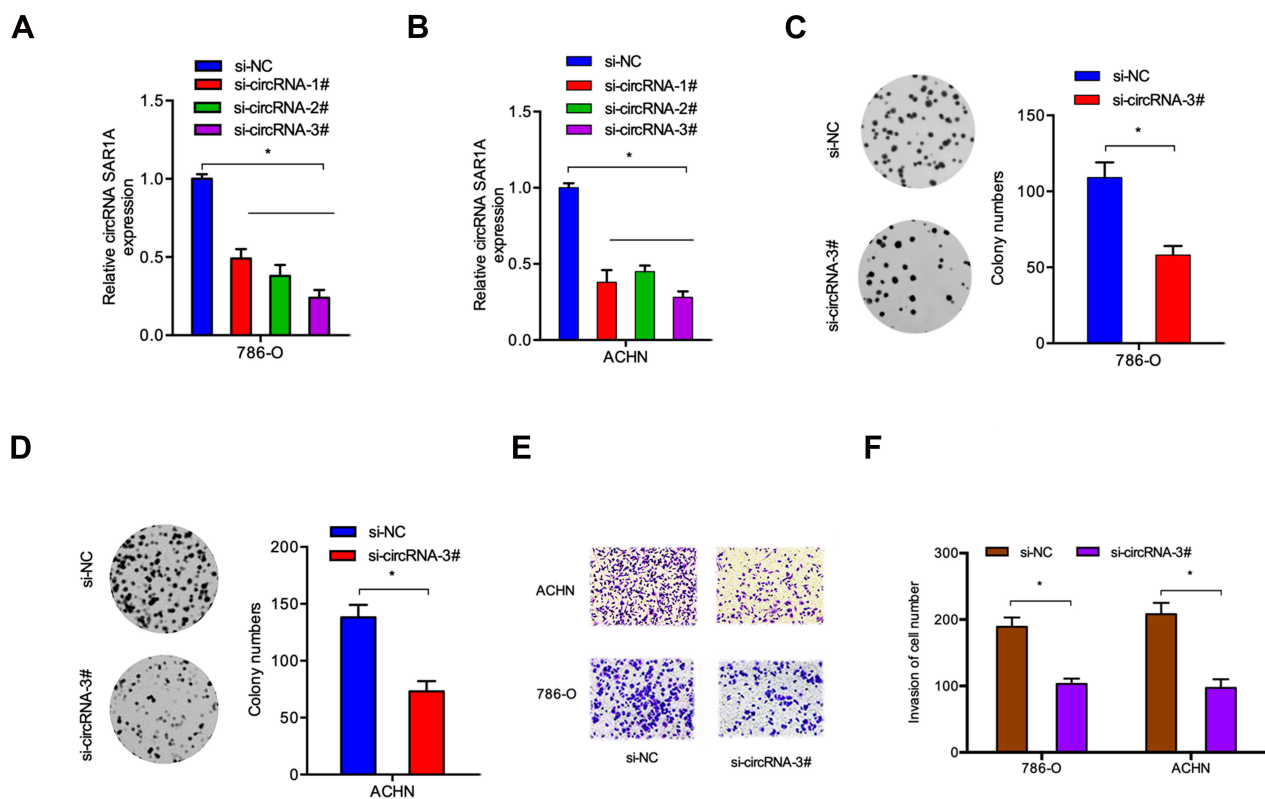 A
si-NC
si-circRNA-1#
si-circRNA-2#
si-circRNA-3#
Relative circRNA SAR1A
expression
1.5
1.0
0.5
0.0
*
786-O
B
si-NC
si-circRNA-1#
si-circRNA-2#
si-circRNA-3#
Relative circRNA SAR1A
expression
1.5
1.0
0.5
0.0
*
ACHN
C
si-NC
si-circRNA-3#
si-NC
si-circRNA-3#
Colony numbers
150
100
50
0
*
786-O
D
si-NC
si-circRNA-3#
si-NC
si-circRNA-3#
Colony numbers
200
150
100
50
0
*
ACHN
E
ACHN
786-O
si-NC
si-circRNA-3#
F
si-NC
si-circRNA-3#
Invasion of cell number
300
200
100
0
*
*
786-O
ACHN